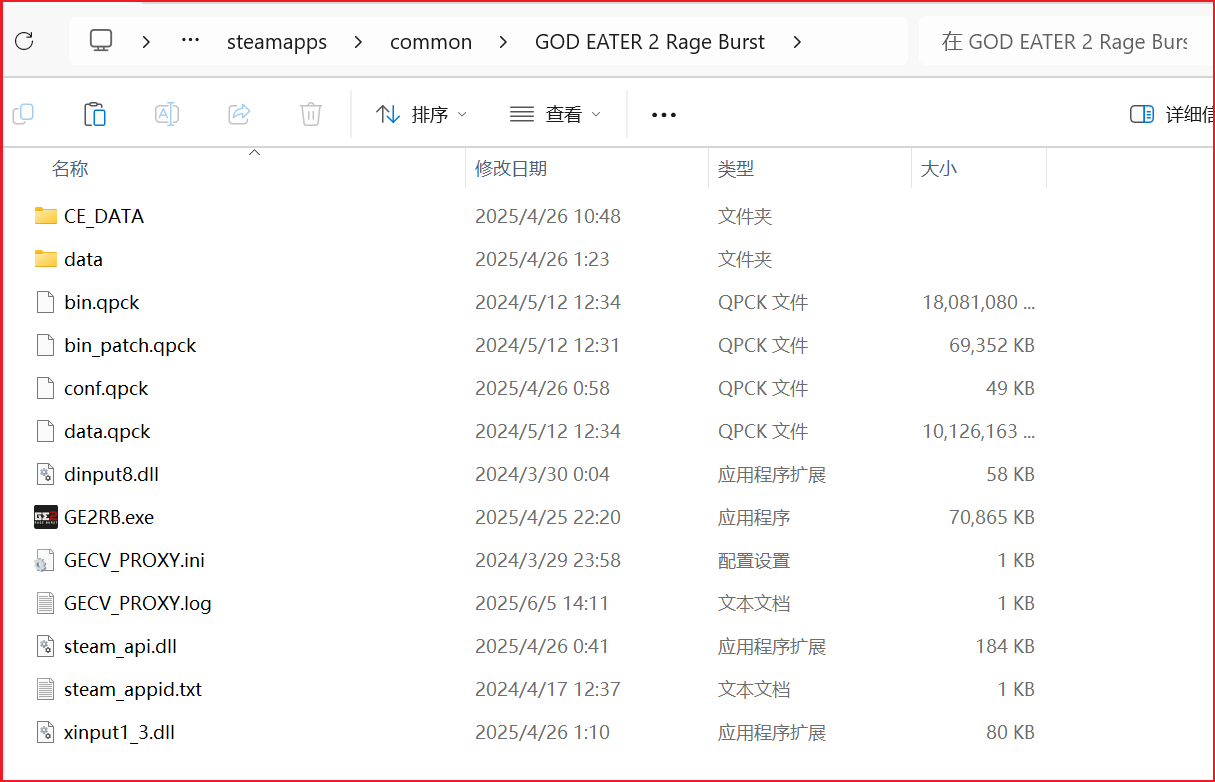 steamapps common GOD EATER 2 Rage Burst 在 GOD EATER 2 Rage Burs
排序 查看 详细信
名称 修改日期 类型 大小
CE_DATA 2025/4/26 10:48 文件夹
data 2025/4/26 1:23 文件夹
bin.qpck 2024/5/12 12:34 QPCK 文件 18,081,080 ...
bin_patch.qpck 2024/5/12 12:31 QPCK 文件 69,352 KB
conf.qpck 2025/4/26 0:58 QPCK 文件 49 KB
data.qpck 2024/5/12 12:34 QPCK 文件 10,126,163 ...
dinput8.dll 2024/3/30 0:04 应用程序扩展 58 KB
GE2RB.exe 2025/4/25 22:20 应用程序 70,865 KB
GECV_PROXY.ini 2024/3/29 23:58 配置设置 1 KB
GECV_PROXY.log 2025/6/5 14:11 文本文档 1 KB
steam_api.dll 2025/4/26 0:41 应用程序扩展 184 KB
steam_appid.txt 2024/4/17 12:37 文本文档 1 KB
xinput1_3.dll 2025/4/26 1:10 应用程序扩展 80 KB